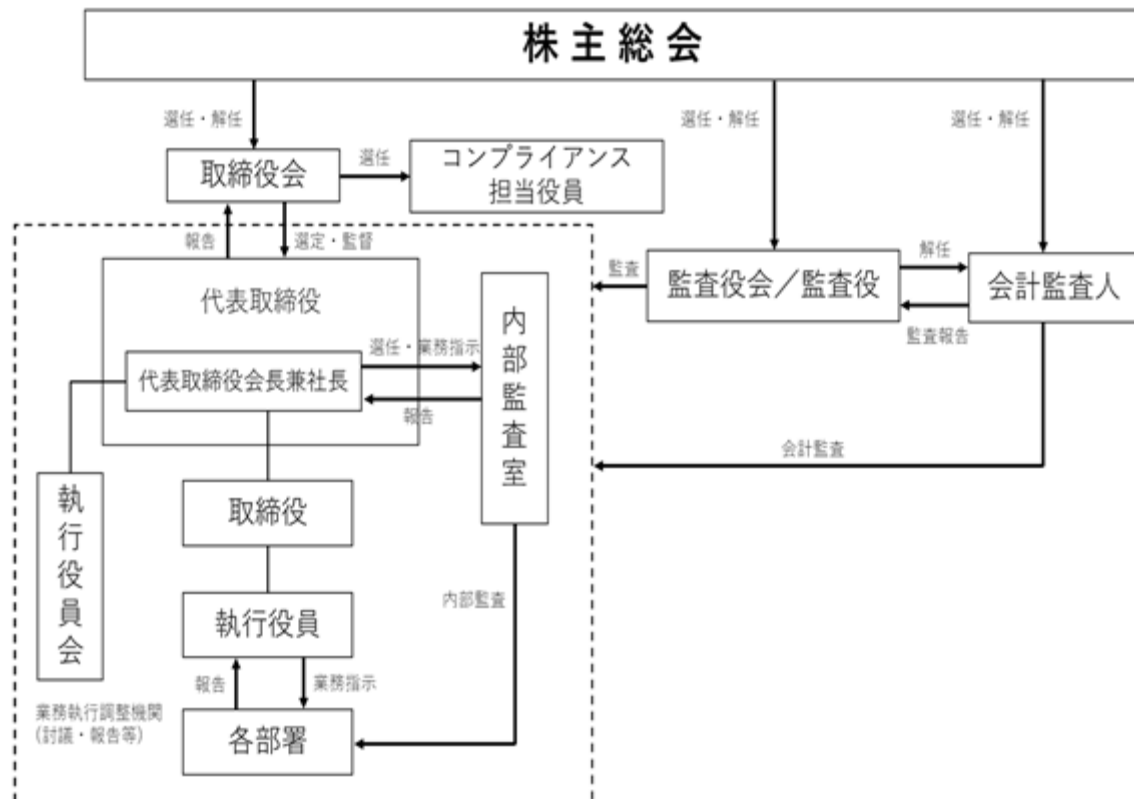 株主総会
選任・解任
選任・解任
選任・解任
取締役会
選任
コンプライアンス
担当役員
報告
選定・監督
代表取締役
代表取締役会長兼社長
選任・業務指示
報告
内部監査室
監査
監査役会／監査役
解任
監査報告
会計監査人
会計監査
執行役員会
取締役
執行役員
内部監査
報告
業務指示
業務執行調整機関
(討議・報告等)
各部署